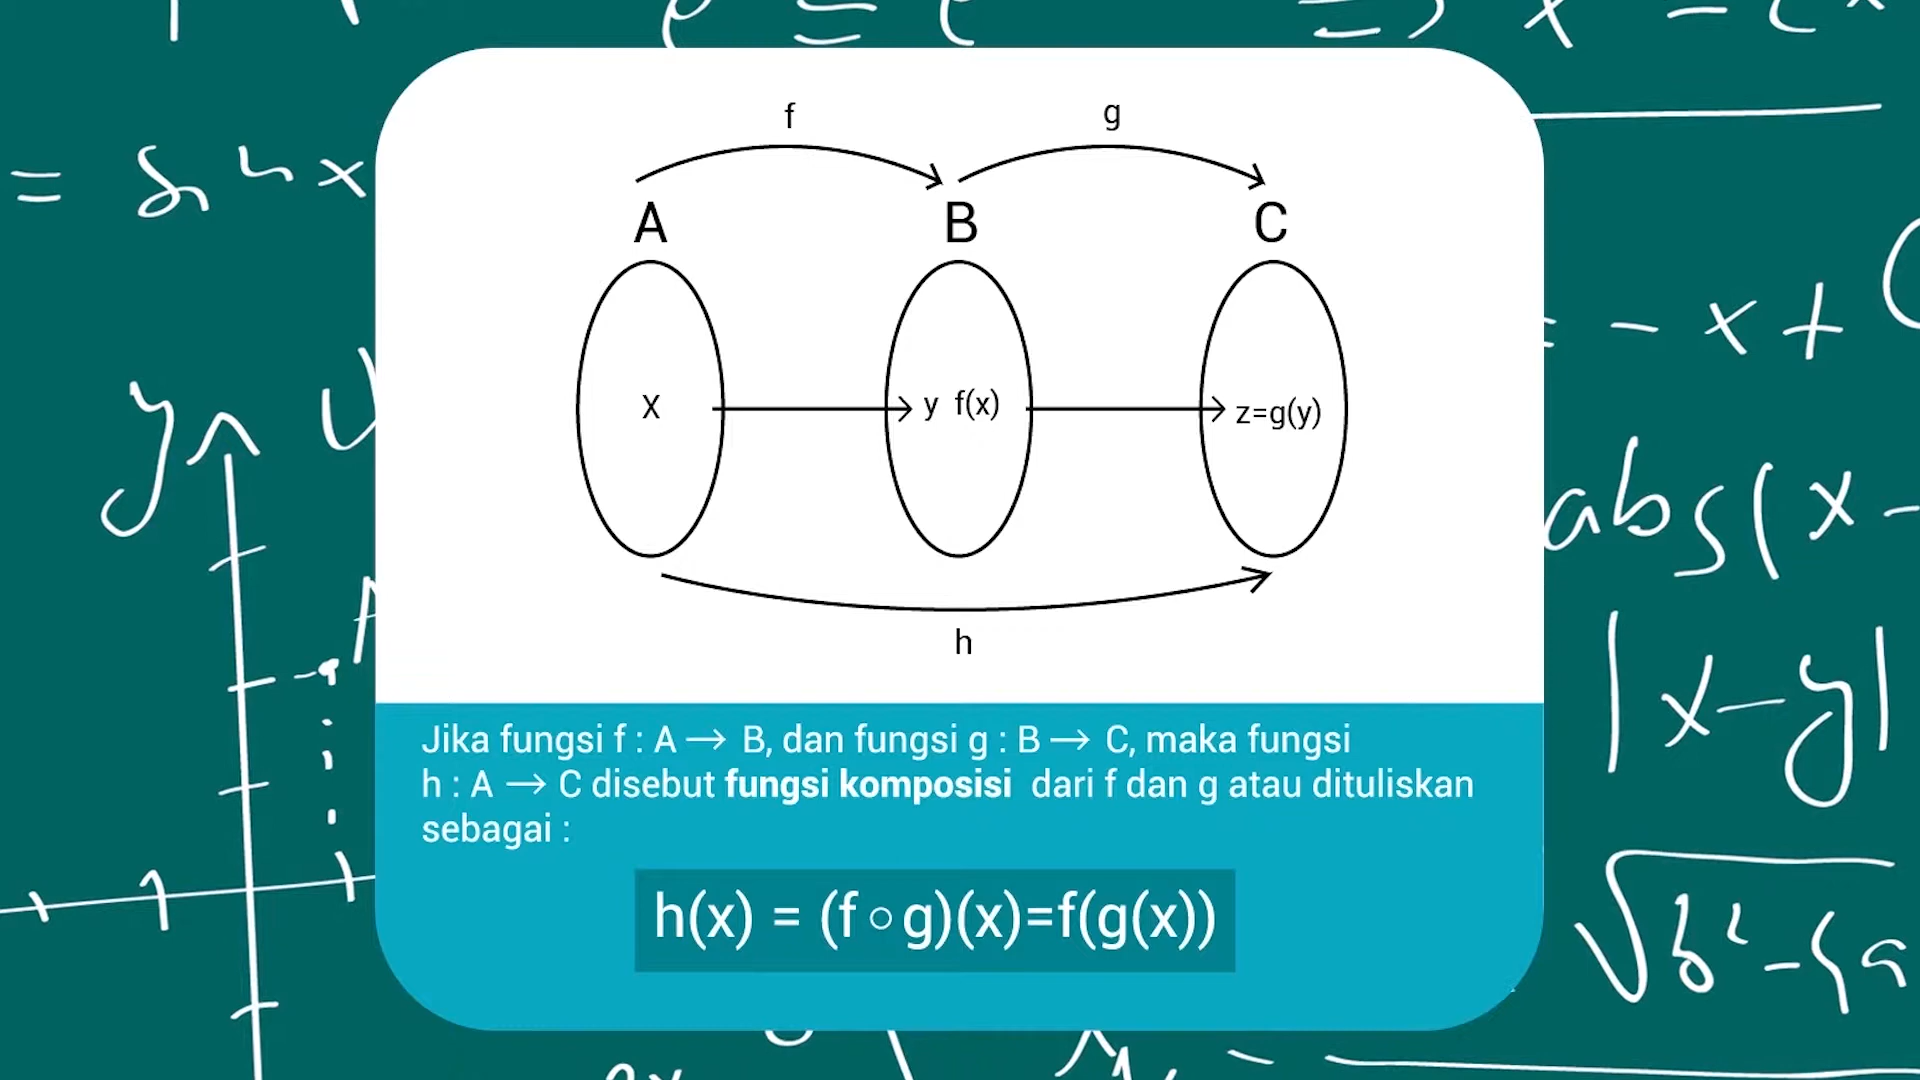 f
g
A
B
C
X
y f(x)
z=g(y)
h
Jika fungsi f : A → B, dan fungsi g : B → C, maka fungsi
h : A → C disebut fungsi komposisi dari f dan g atau dituliskan
sebagai :
h(x) = (f ∘ g)(x)=f(g(x))
= - x +
abs(x-
|x-y|
y